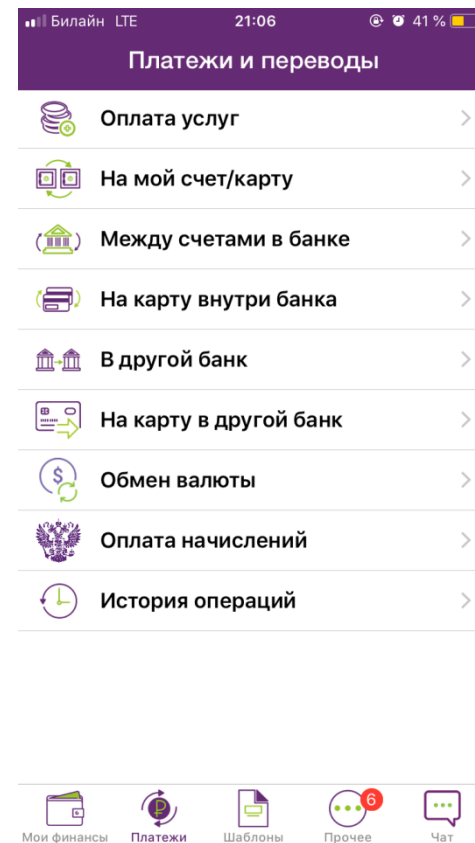 Билайн LTE 21:06 41 %
Платежи и переводы
Оплата услуг
На мой счет/карту
Между счетами в банке
На карту внутри банка
В другой банк
На карту в другой банк
Обмен валюты
Оплата начислений
История операций
6
Мои финансы Платежи Шаблоны Прочее Чат